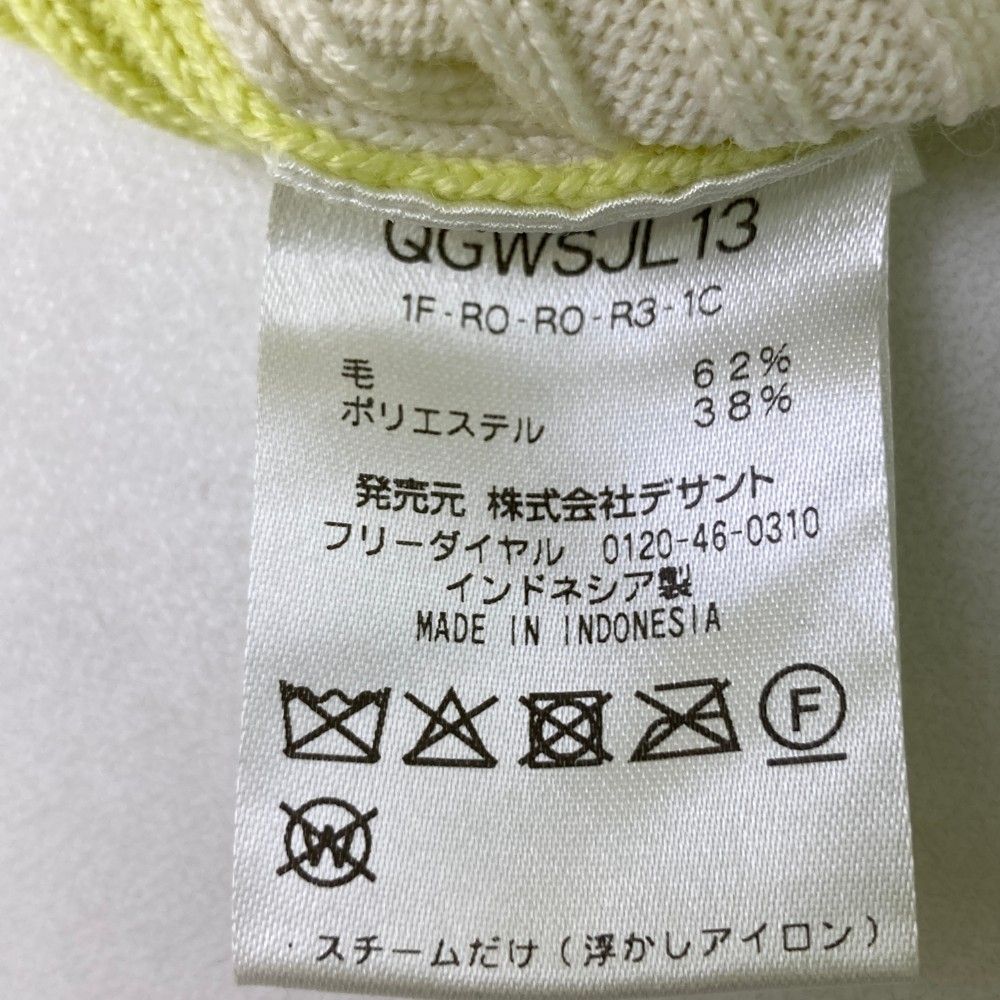 QGWSJL13
1F-R0-R0-R3-1C
毛 62%
ポリエステル 38%
発売元 株式会社デサント
フリーダイヤル 0120-46-0310
インドネシア製
MADE IN INDONESIA
F
W
・スチームだけ(浮かしアイロン)